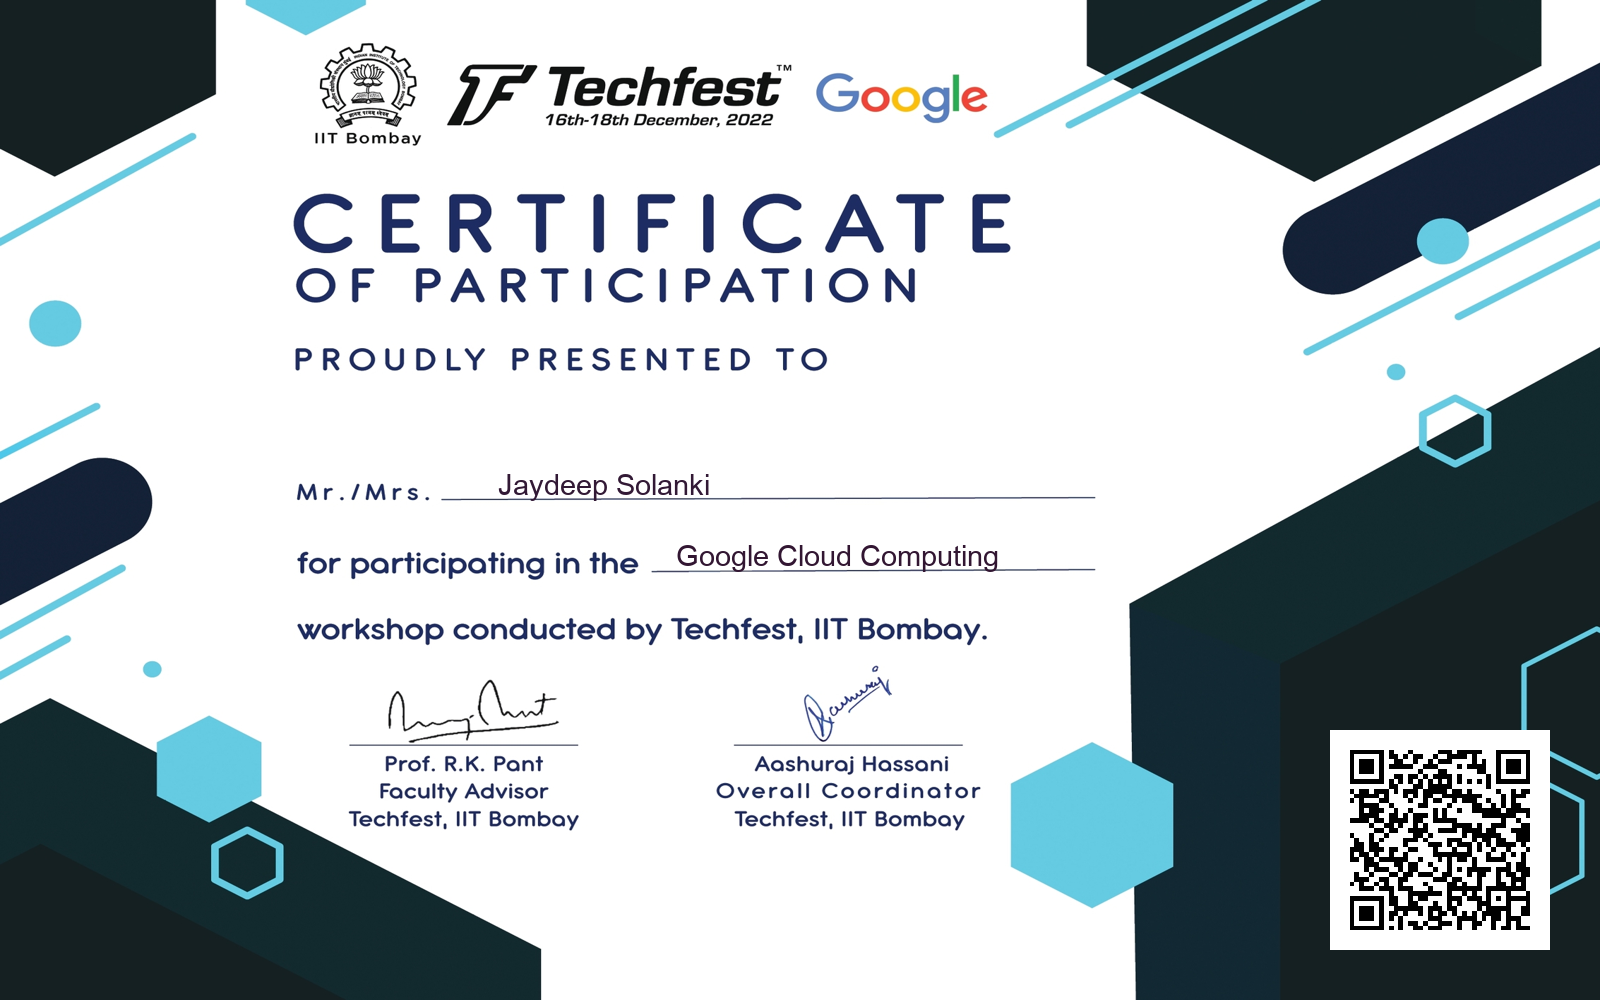 IIT Bombay
Techfest™
16th-18th December, 2022
Google
CERTIFICATE
OF PARTICIPATION
PROUDLY PRESENTED TO
Mr./Mrs. Jaydeep Solanki
for participating in the Google Cloud Computing
workshop conducted by Techfest, IIT Bombay.
Prof. R.K. Pant
Faculty Advisor
Techfest, IIT Bombay
Aashuraj Hassani
Overall Coordinator
Techfest, IIT Bombay